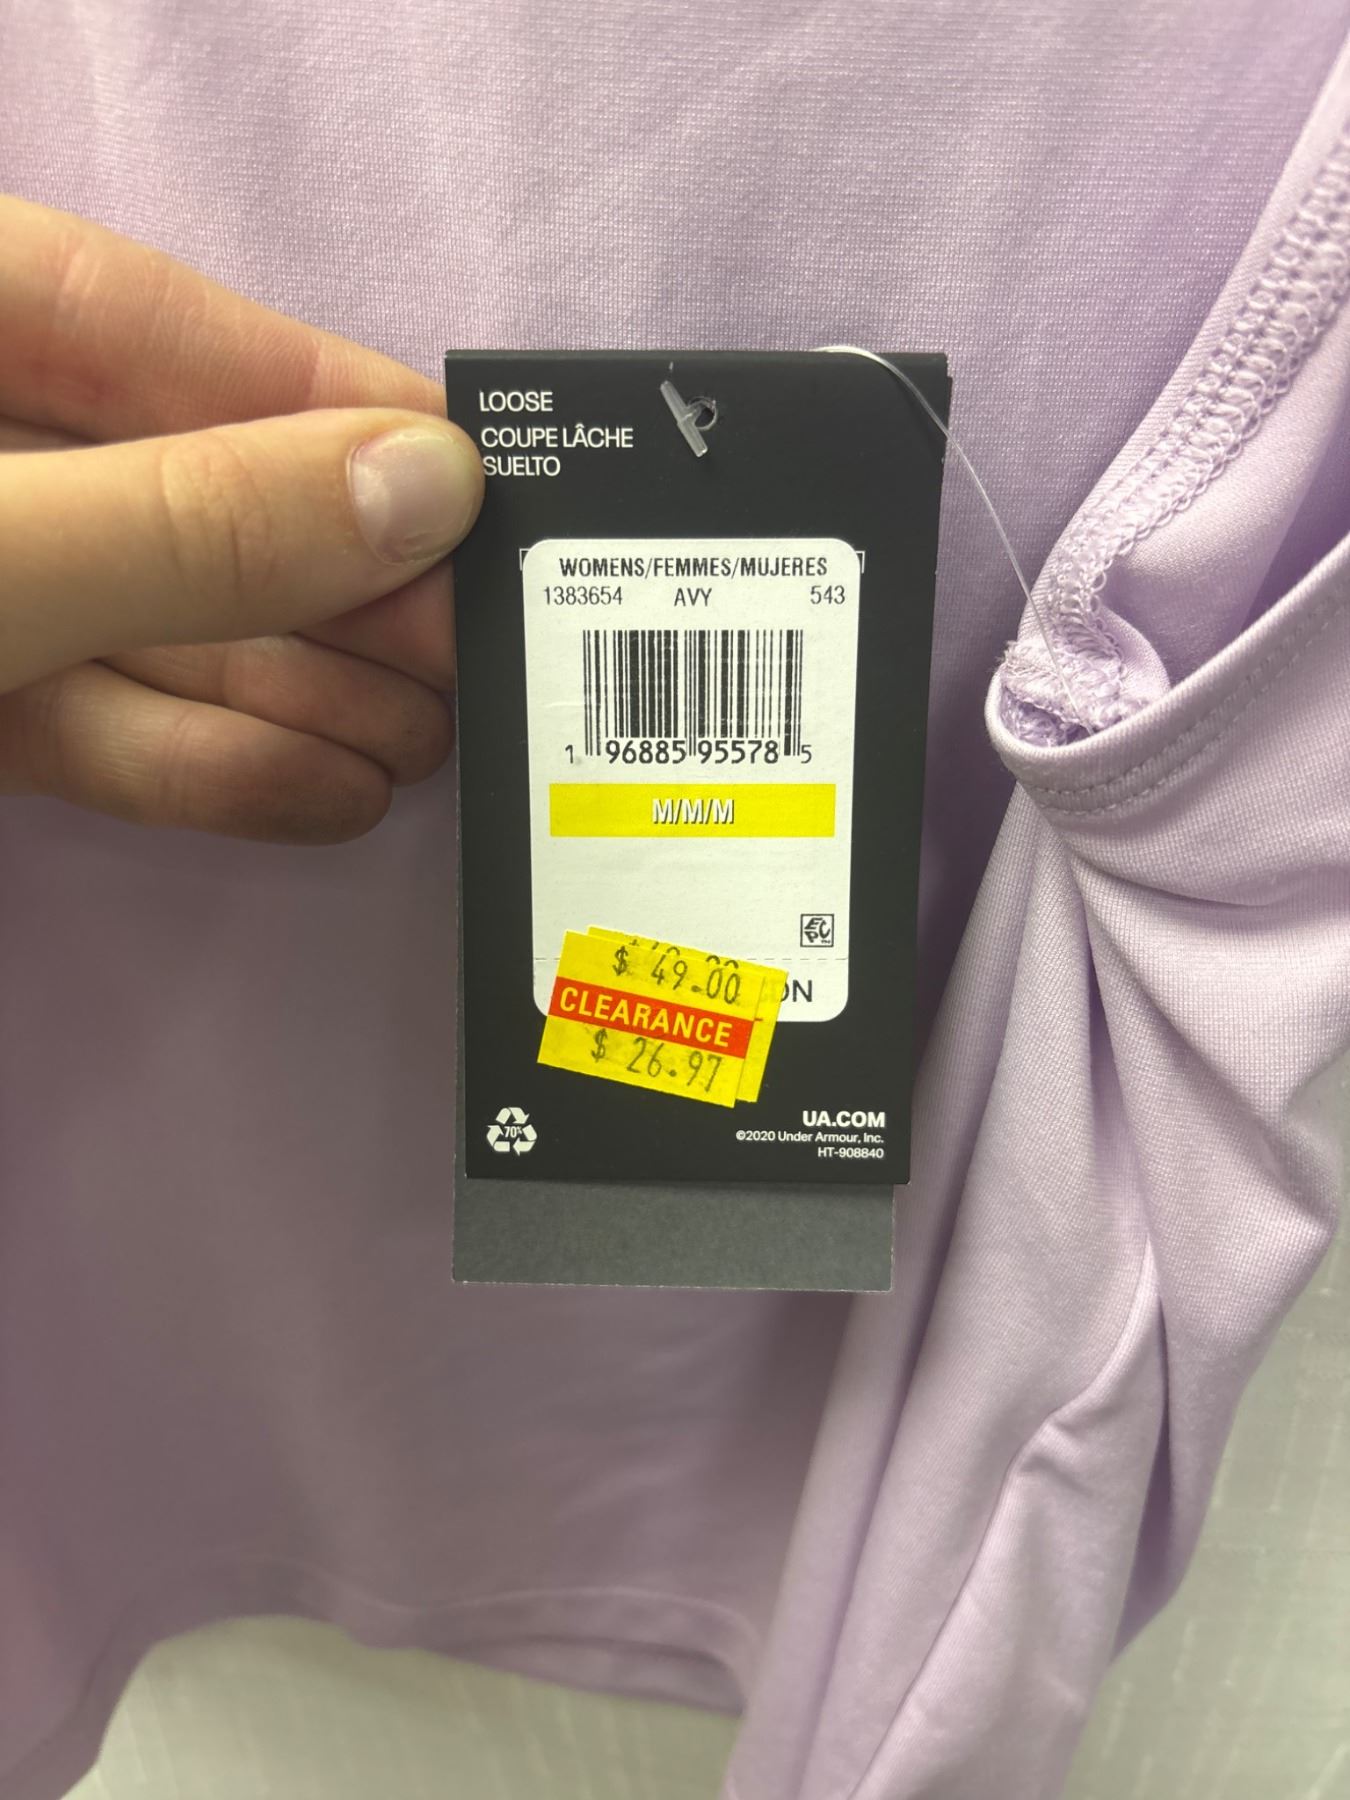 LOOSE
COUPE LÂCHE
SUELTO
WOMENS/FEMMES/MUJERES
1383654 AVY 543
1 96885 95578 5
M/M/M
$ 49.00
CLEARANCE
$ 26.97
70%
UA.COM
©2020 Under Armour, Inc.
HT-908840